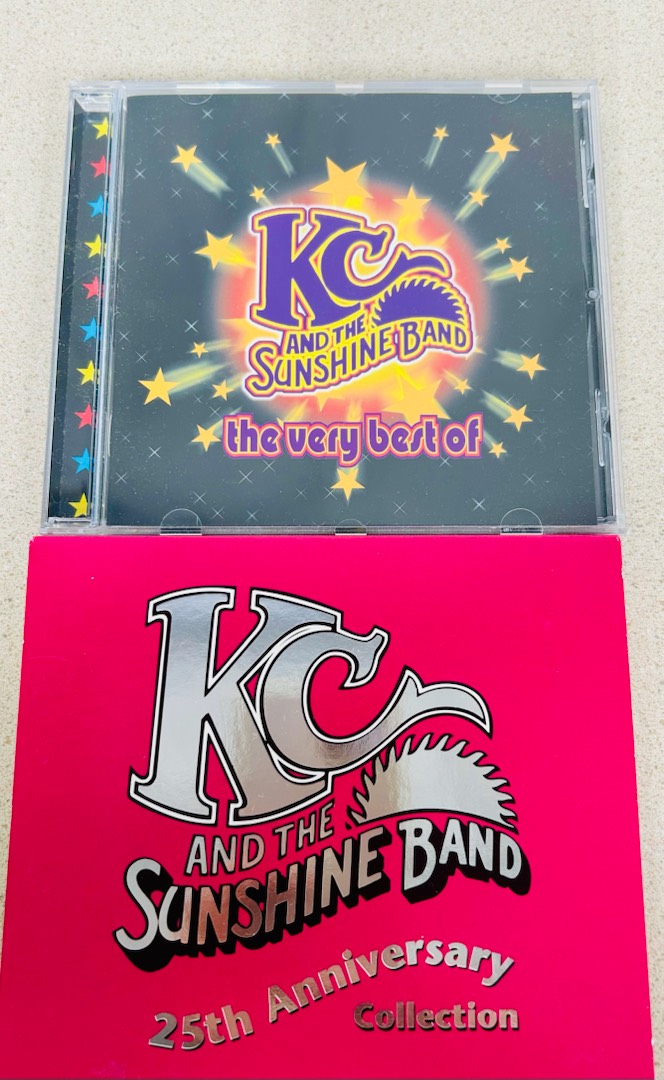 KC
AND THE
SUNSHINE BAND
the very best of
KC
AND THE
SUNSHINE BAND
25th Anniversary
Collection